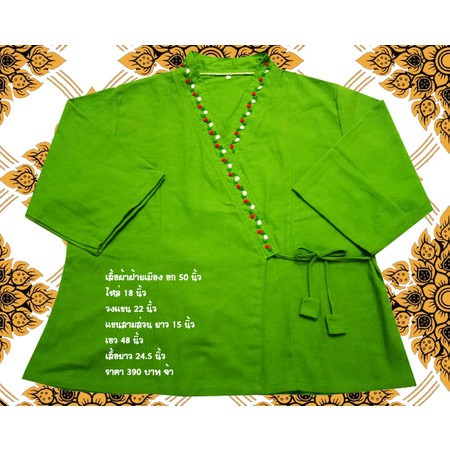 เสื้อผ้าฝ้ายเมือง อก 50 นิ้ว
ไหล่ 18 นิ้ว
วงแขน 22 นิ้ว
แขนสามส่วน ยาว 15 นิ้ว
เอว 48 นิ้ว
เสื้อยาว 24.5 นิ้ว
ราคา 390 บาท จ้า